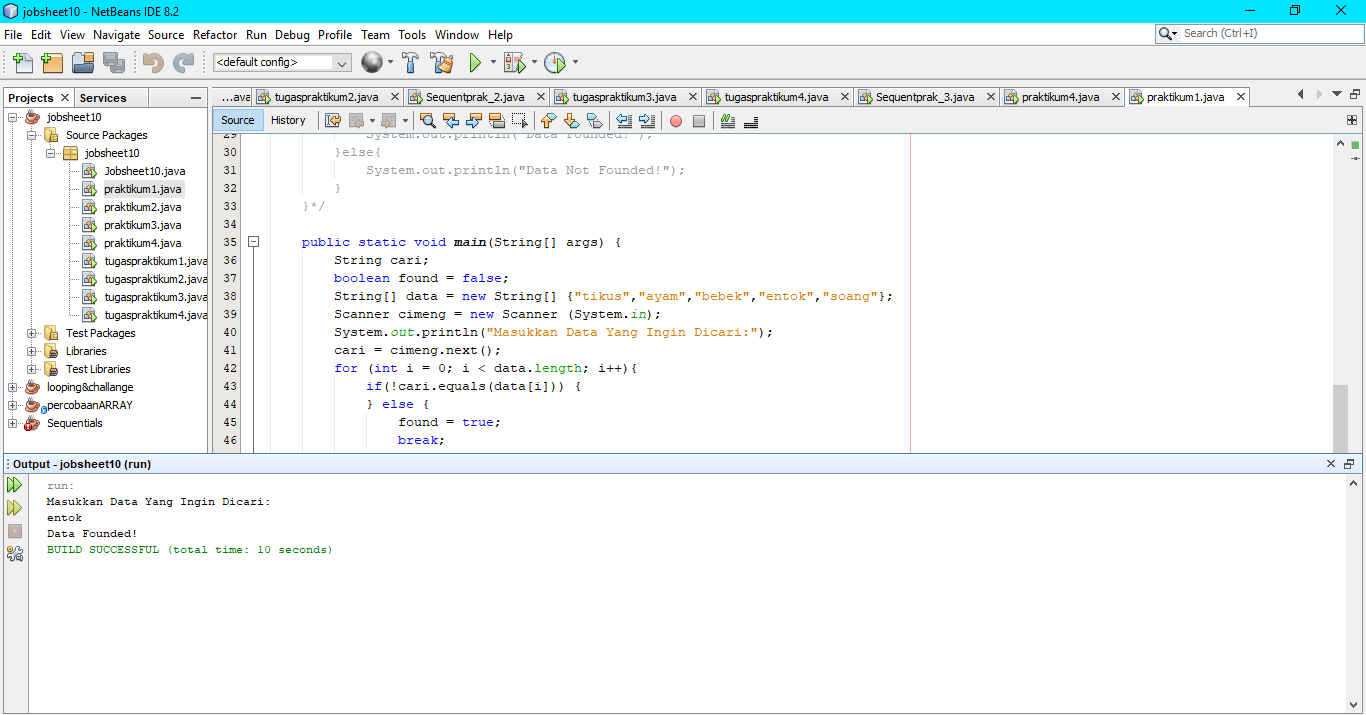 jobsheet10 - NetBeans IDE 8.2
File Edit View Navigate Source Refactor Run Debug Profile Team Tools Window Help
Search (Ctrl+I)
<default config>
Projects Services
...ava tugaspraktikum2.java Sequentprak_2.java tugaspraktikum3.java tugaspraktikum4.java Sequentprak_3.java praktikum4.java praktikum1.java
Source History
jobsheet10
Source Packages
jobsheet10
Jobsheet10.java
praktikum1.java
praktikum2.java
praktikum3.java
praktikum4.java
tugaspraktikum1.java
tugaspraktikum2.java
tugaspraktikum3.java
tugaspraktikum4.java
Test Packages
Libraries
Test Libraries
looping&challange
percobaanARRAY
Sequentials
29 System.out.println("Data Founded!");
30 }else{
31 System.out.println("Data Not Founded!");
32 }
33 }*/
34
35 public static void main(String[] args) {
36 String cari;
37 boolean found = false;
38 String[] data = new String[] {"tikus","ayam","bebek","entok","soang"};
39 Scanner cimeng = new Scanner (System.in);
40 System.out.println("Masukkan Data Yang Ingin Dicari:");
41 cari = cimeng.next();
42 for (int i = 0; i < data.length; i++){
43 if(!cari.equals(data[i])) {
44 } else {
45 found = true;
46 break;
Output - jobsheet10 (run)
run:
Masukkan Data Yang Ingin Dicari:
entok
Data Founded!
BUILD SUCCESSFUL (total time: 10 seconds)